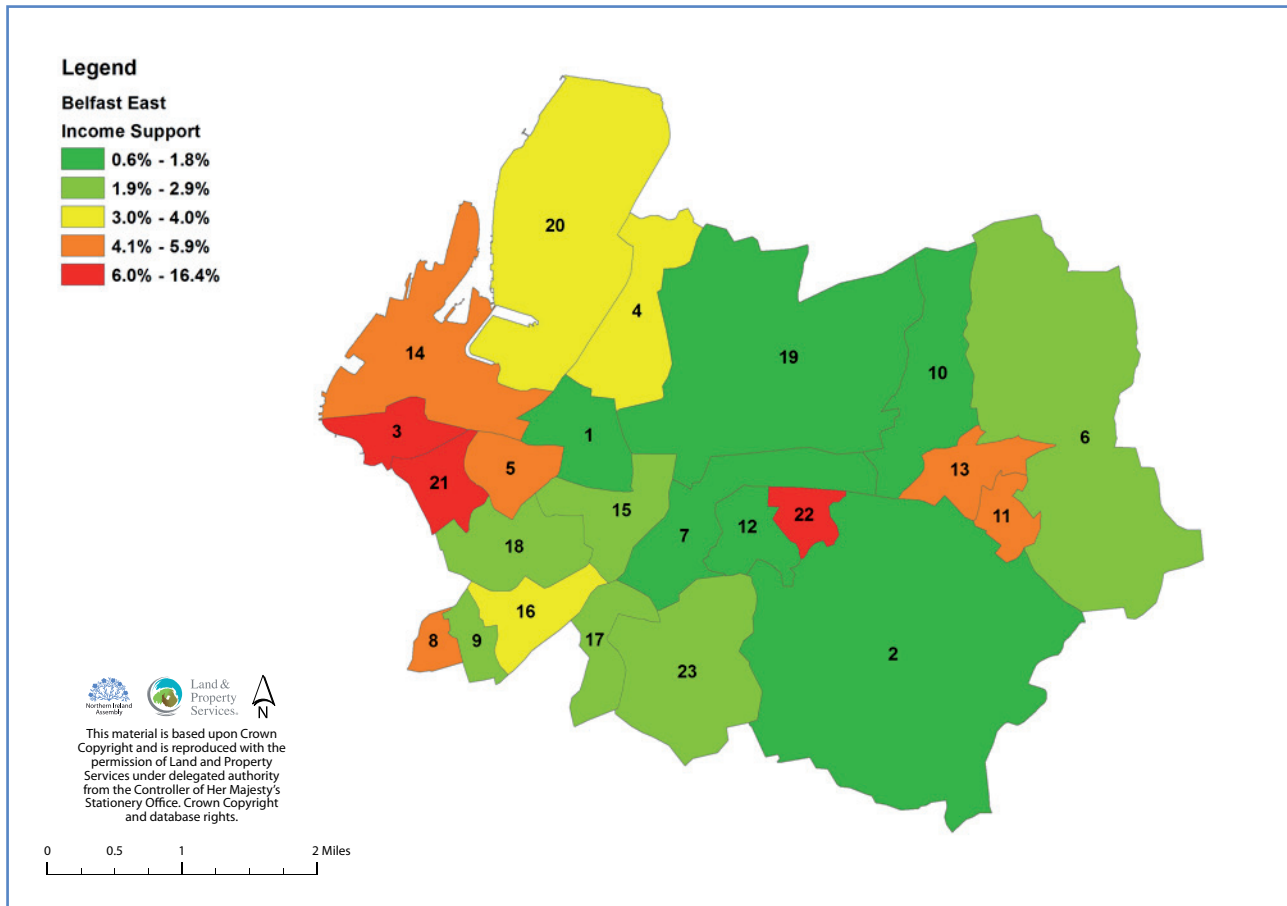 Legend
Belfast East
Income Support
0.6% - 1.8%
1.9% - 2.9%
3.0% - 4.0%
4.1% - 5.9%
6.0% - 16.4%
20
4
14
19
10
3
1
6
5
13
21
15
11
22
12
7
18
16
8
9
17
2
23
Northern Ireland
Assembly
Land &
Property
Services.
N
This material is based upon Crown
Copyright and is reproduced with the
permission of Land and Property
Services under delegated authority
from the Controller of Her Majesty's
Stationery Office. Crown Copyright
and database rights.
0 0.5 1 2 Miles